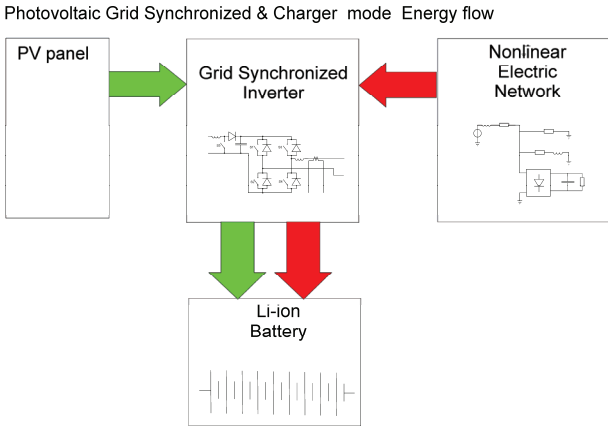 Photovoltaic Grid Synchronized & Charger mode Energy flow
PV panel
Grid Synchronized
Inverter
Nonlinear
Electric
Network
Li-ion
Battery